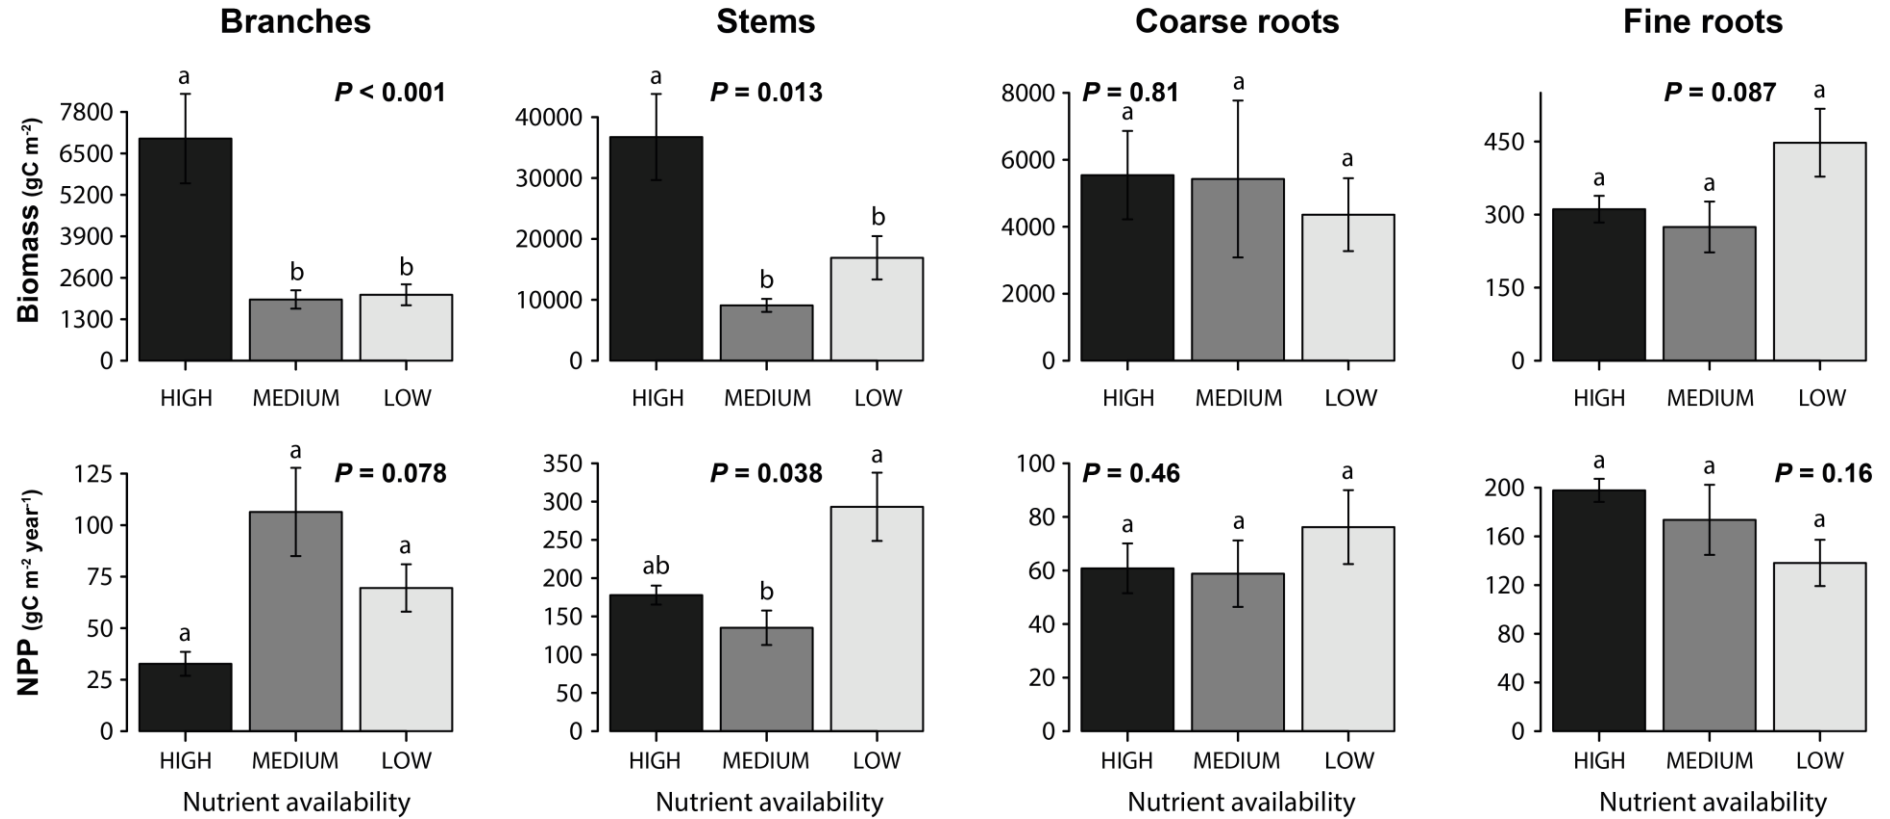 Branches
Stems
Coarse roots
Fine roots
Biomass (gC m⁻²)
7800
6500
5200
3900
2600
1300
0
a
b
b
P < 0.001
HIGH MEDIUM LOW
40000
30000
20000
10000
0
a
b
b
P = 0.013
HIGH MEDIUM LOW
8000
6000
4000
2000
0
P = 0.81
a
a
a
HIGH MEDIUM LOW
450
300
150
0
P = 0.087
a
a
a
HIGH MEDIUM LOW
NPP (gC m⁻² year⁻¹)
125
100
75
50
25
0
a
a
a
P = 0.078
HIGH MEDIUM LOW
Nutrient availability
350
300
250
200
150
100
50
0
ab
b
a
P = 0.038
HIGH MEDIUM LOW
Nutrient availability
100
80
60
40
20
0
P = 0.46
a
a
a
HIGH MEDIUM LOW
Nutrient availability
200
160
120
80
40
0
a
a
a
P = 0.16
HIGH MEDIUM LOW
Nutrient availability